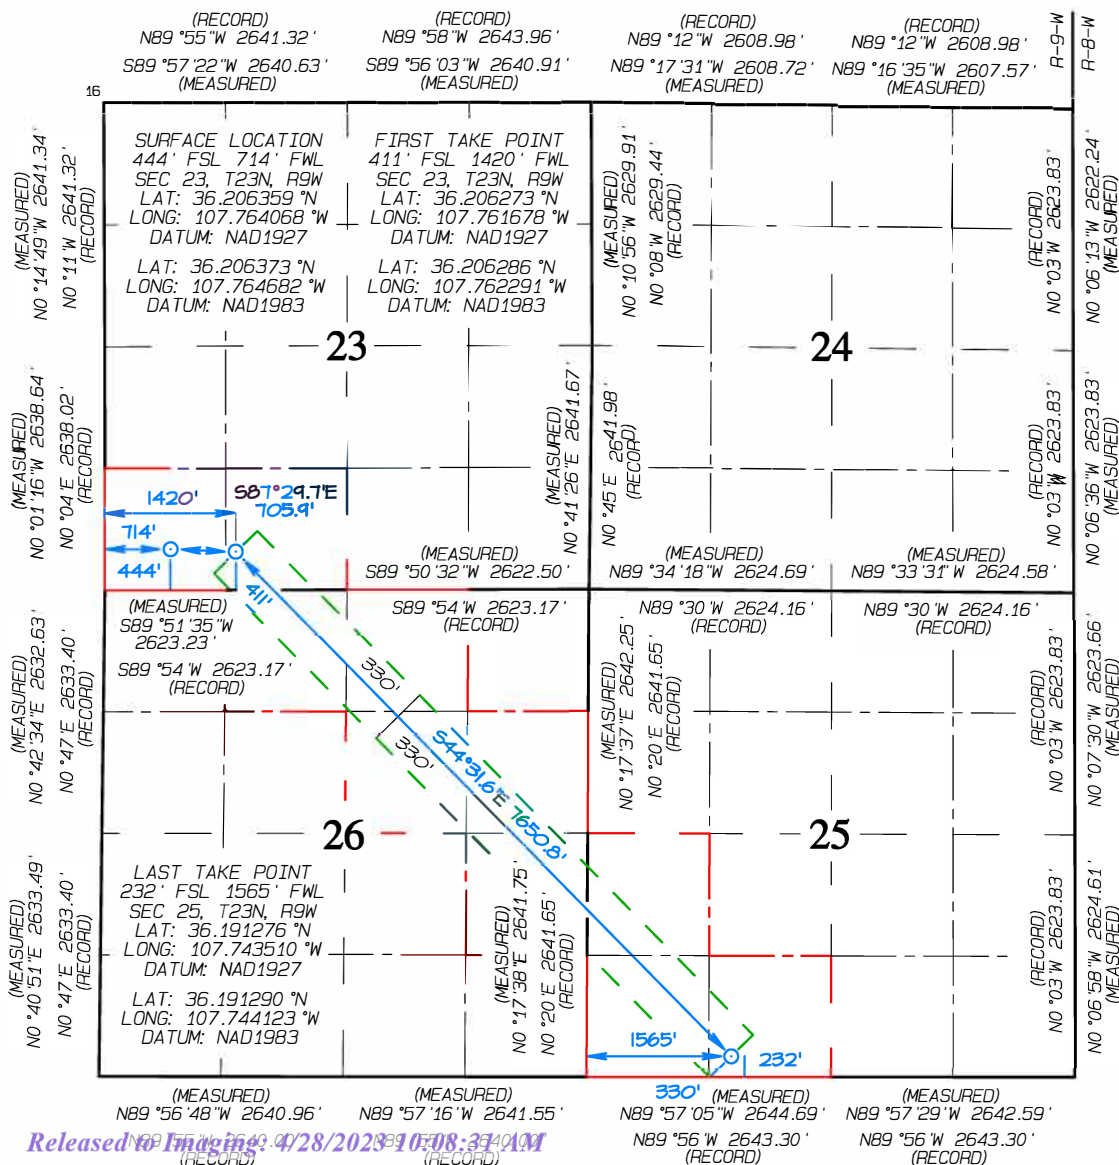 (RECORD)
N89°55'W 2641.32'
S89°57'22"W 2640.63'
(MEASURED)
(RECORD)
N89°58'W 2643.96'
S89°56'03"W 2640.91'
(MEASURED)
(RECORD)
N89°12'W 2608.98'
N89°17'31"W 2608.72'
(MEASURED)
(RECORD)
N89°12'W 2608.98'
N89°16'35"W 2607.57'
(MEASURED)
R-9-W
R-8-W
16
(MEASURED)
N0°14'49"W 2641.34'
N0°11'W 2641.32'
(RECORD)
SURFACE LOCATION
444' FSL 714' FWL
SEC 23, T23N, R9W
LAT: 36.206359°N
LONG: 107.764068°W
DATUM: NAD1927
LAT: 36.206373°N
LONG: 107.764682°W
DATUM: NAD1983
FIRST TAKE POINT
411' FSL 1420' FWL
SEC 23, T23N, R9W
LAT: 36.206273°N
LONG: 107.761678°W
DATUM: NAD1927
LAT: 36.206286°N
LONG: 107.762291°W
DATUM: NAD1983
(MEASURED)
N0°10'56"W 2629.91'
N0°08'W 2629.44'
(RECORD)
(RECORD)
N0°03'W 2623.83'
N0°06'13"W 2622.24'
(MEASURED)
23
24
(MEASURED)
N0°01'16"W 2638.64'
N0°04'E 2638.02'
(RECORD)
(MEASURED)
N0°41'26"E 2641.67'
N0°45'E 2641.98'
(RECORD)
(RECORD)
N0°03'W 2623.83'
N0°06'36"W 2623.83'
(MEASURED)
1420'
S87°29.7'E
705.9'
714'
444'
411'
(MEASURED)
S89°50'32"W 2622.50'
(MEASURED)
N89°34'18"W 2624.69'
(MEASURED)
N89°33'31"W 2624.58'
(MEASURED)
S89°51'35"W
2623.23'
S89°54'W 2623.17'
(RECORD)
S89°54'W 2623.17'
(RECORD)
N89°30'W 2624.16'
(RECORD)
N89°30'W 2624.16'
(RECORD)
(MEASURED)
N0°42'34"E 2632.63'
N0°47'E 2633.40'
(RECORD)
330'
330'
S44°31.6'E 7650.8'
(MEASURED)
N0°17'37"E 2642.25'
N0°20'E 2641.65'
(RECORD)
(RECORD)
N0°03'W 2623.83'
N0°07'30"W 2623.66'
(MEASURED)
26
25
(MEASURED)
N0°40'51"E 2633.49'
N0°47'E 2633.40'
(RECORD)
LAST TAKE POINT
232' FSL 1565' FWL
SEC 25, T23N, R9W
LAT: 36.191276°N
LONG: 107.743510°W
DATUM: NAD1927
LAT: 36.191290°N
LONG: 107.744123°W
DATUM: NAD1983
(MEASURED)
N0°17'38"E 2641.75'
N0°20'E 2641.65'
(RECORD)
(RECORD)
N0°03'W 2623.83'
N0°06'58"W 2624.61'
(MEASURED)
1565'
232'
330'
(MEASURED)
N89°56'48"W 2640.96'
(MEASURED)
N89°57'16"W 2641.55'
(MEASURED)
N89°57'05"W 2644.69'
(MEASURED)
N89°57'29"W 2642.59'
Released to Imaging: 4/28/2023 10:08:31 AM
(RECORD)
(RECORD)
N89°56'W 2643.30'
(RECORD)
N89°56'W 2643.30'
(RECORD)